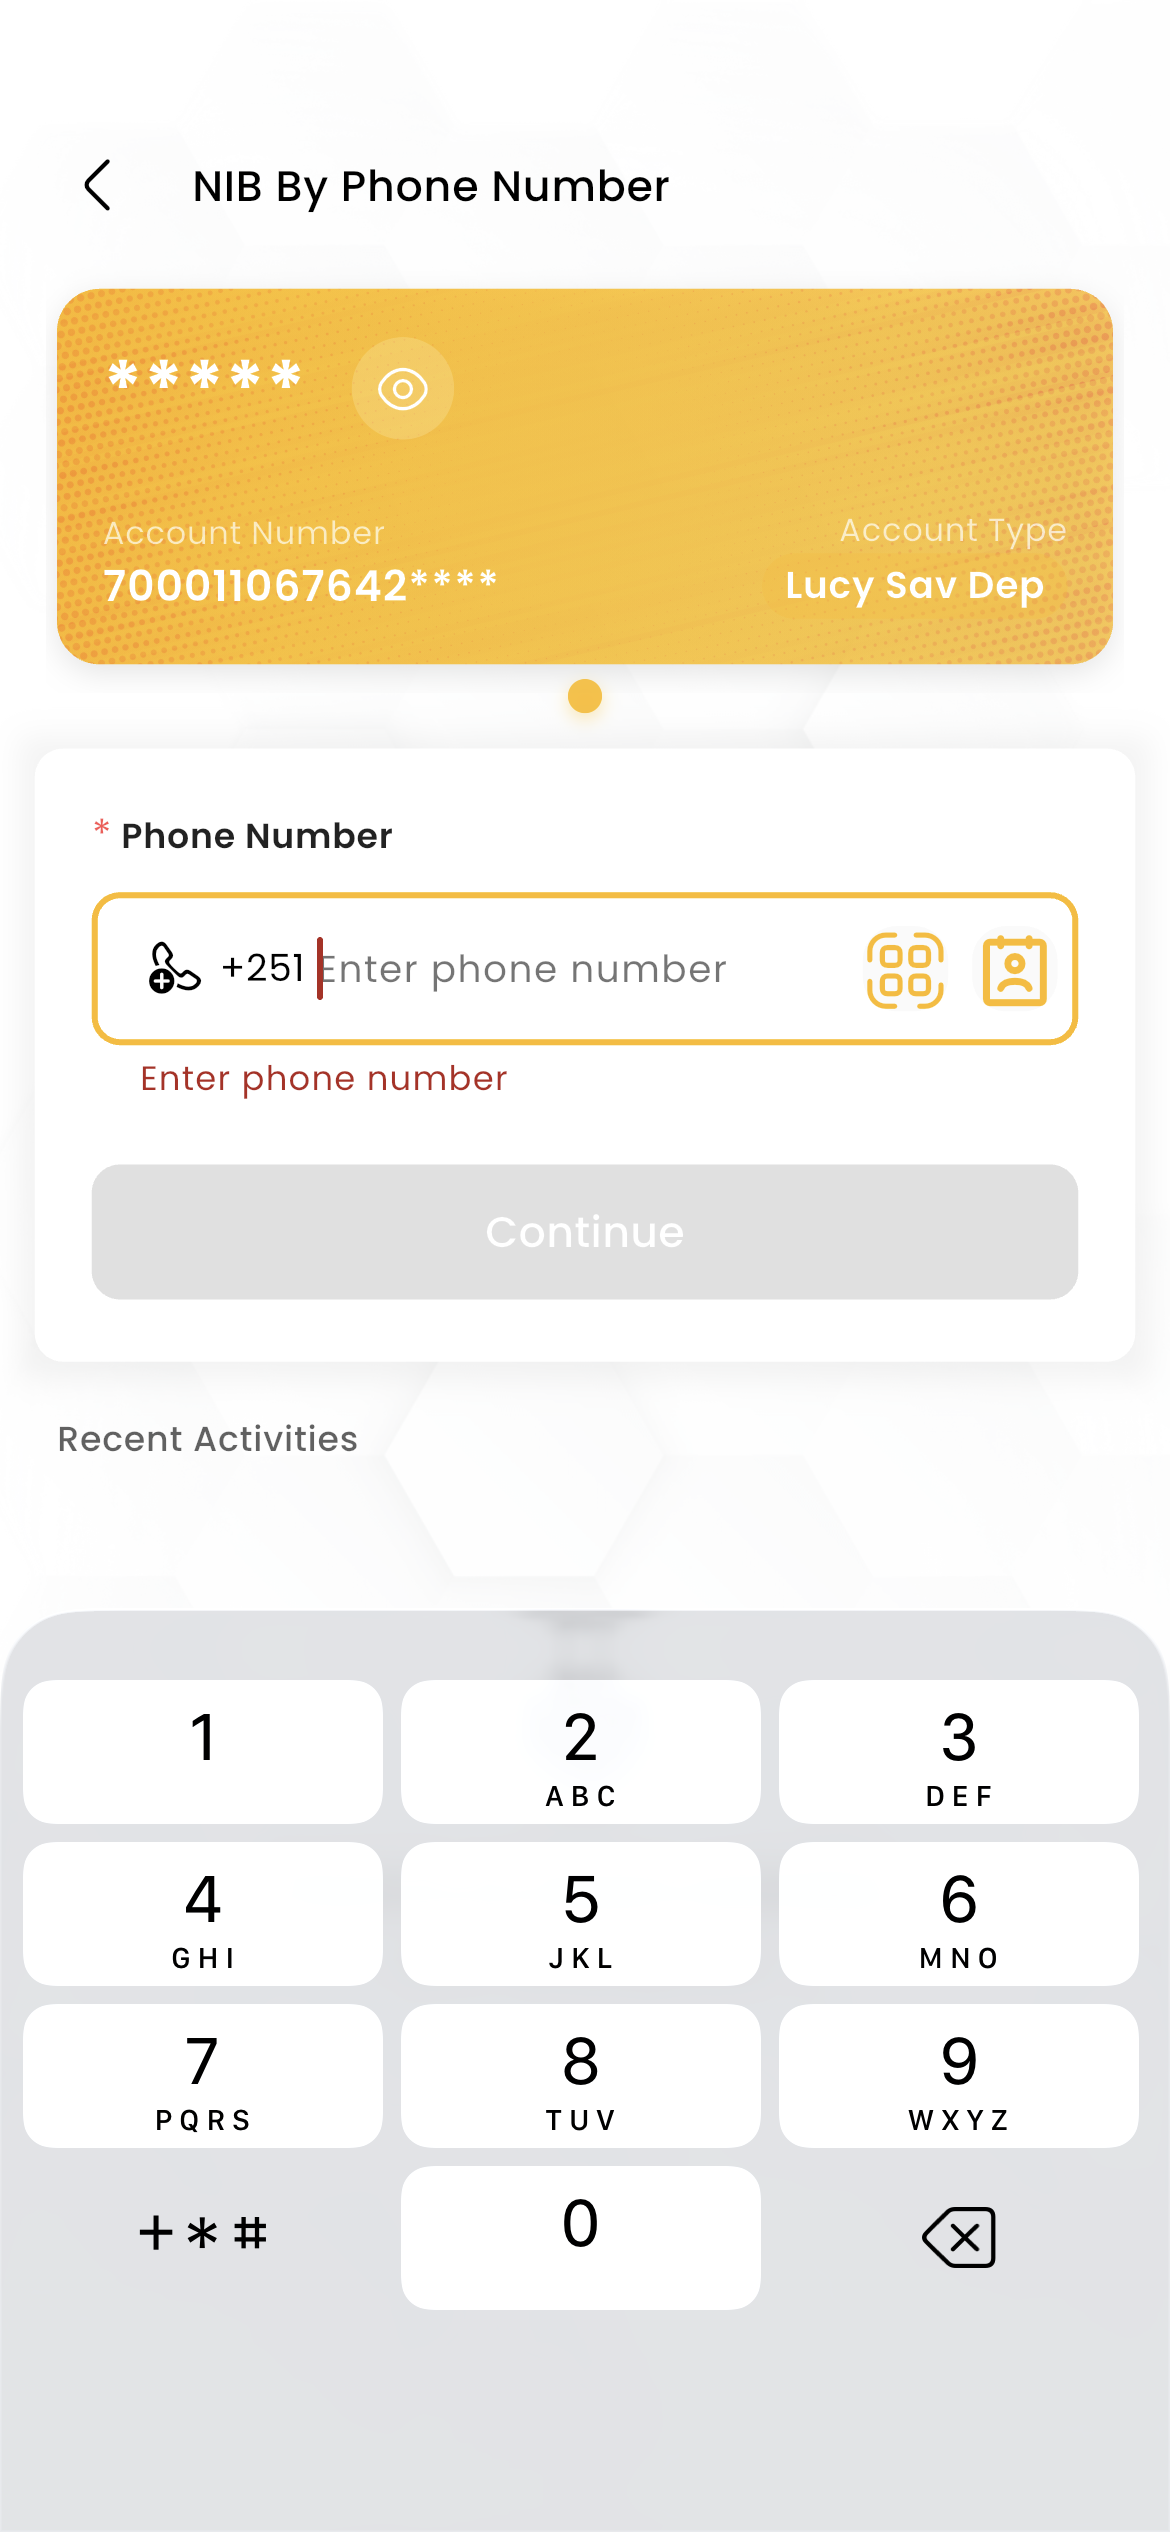 NIB By Phone Number
*****
Account Number
Account Type
700011067642****
Lucy Sav Dep
* Phone Number
+251 Enter phone number
Enter phone number
Continue
Recent Activities
1
2
ABC
3
DEF
4
GHI
5
JKL
6
MNO
7
PQRS
8
TUV
9
WXYZ
+*#
0